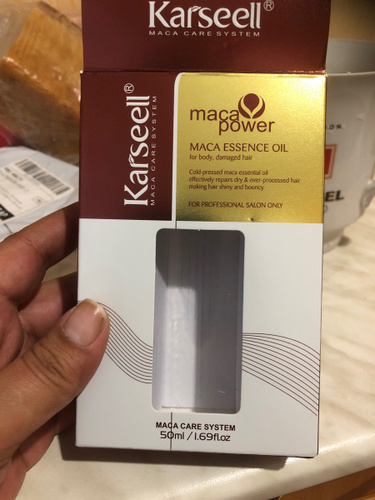 Karseell®
MACA CARE SYSTEM
Karseell®
MACA CARE SYSTEM
maca
power
MACA ESSENCE OIL
for body, damaged hair
Cold-pressed maca essential oil
effectively repairs dry & over-processed hair
making hair shiny and bouncy
FOR PROFESSIONAL SALON ONLY
MACA CARE SYSTEM
50ml / 1.69fl.oz